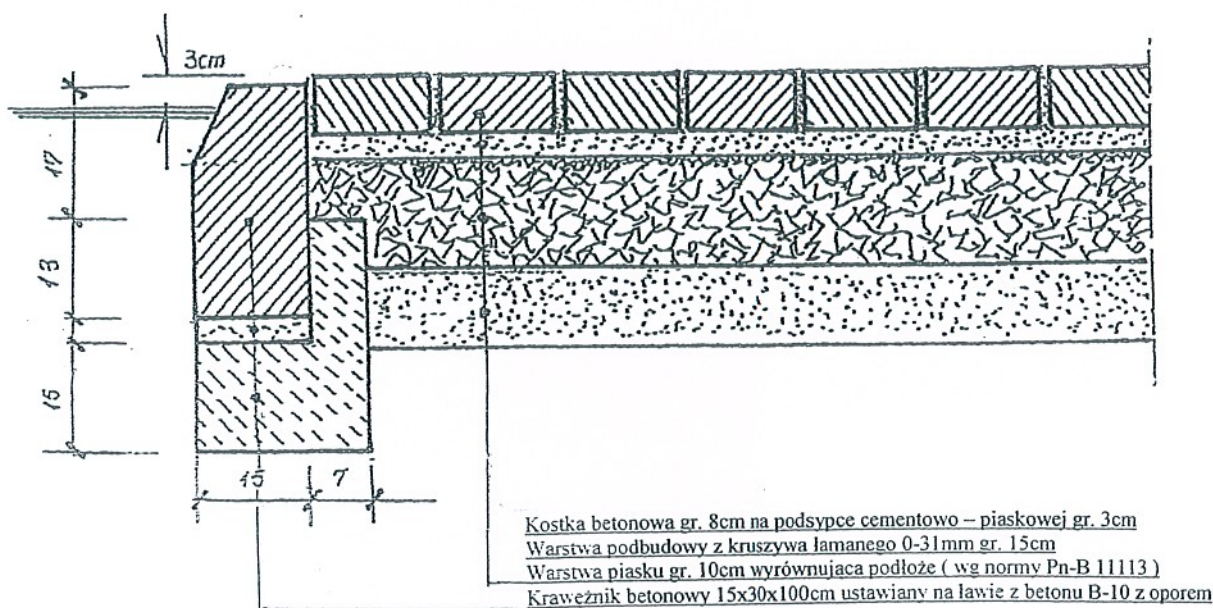 3cm
17
13
15
15
7
Kostka betonowa gr. 8cm na podsypce cementowo – piaskowej gr. 3cm
Warstwa podbudowy z kruszywa łamanego 0-31mm gr. 15cm
Warstwa piasku gr. 10cm wyrównujaca podłoże ( wg normy Pn-B 11113 )
Kraweżnik betonowy 15x30x100cm ustawiany na ławie z betonu B-10 z oporem